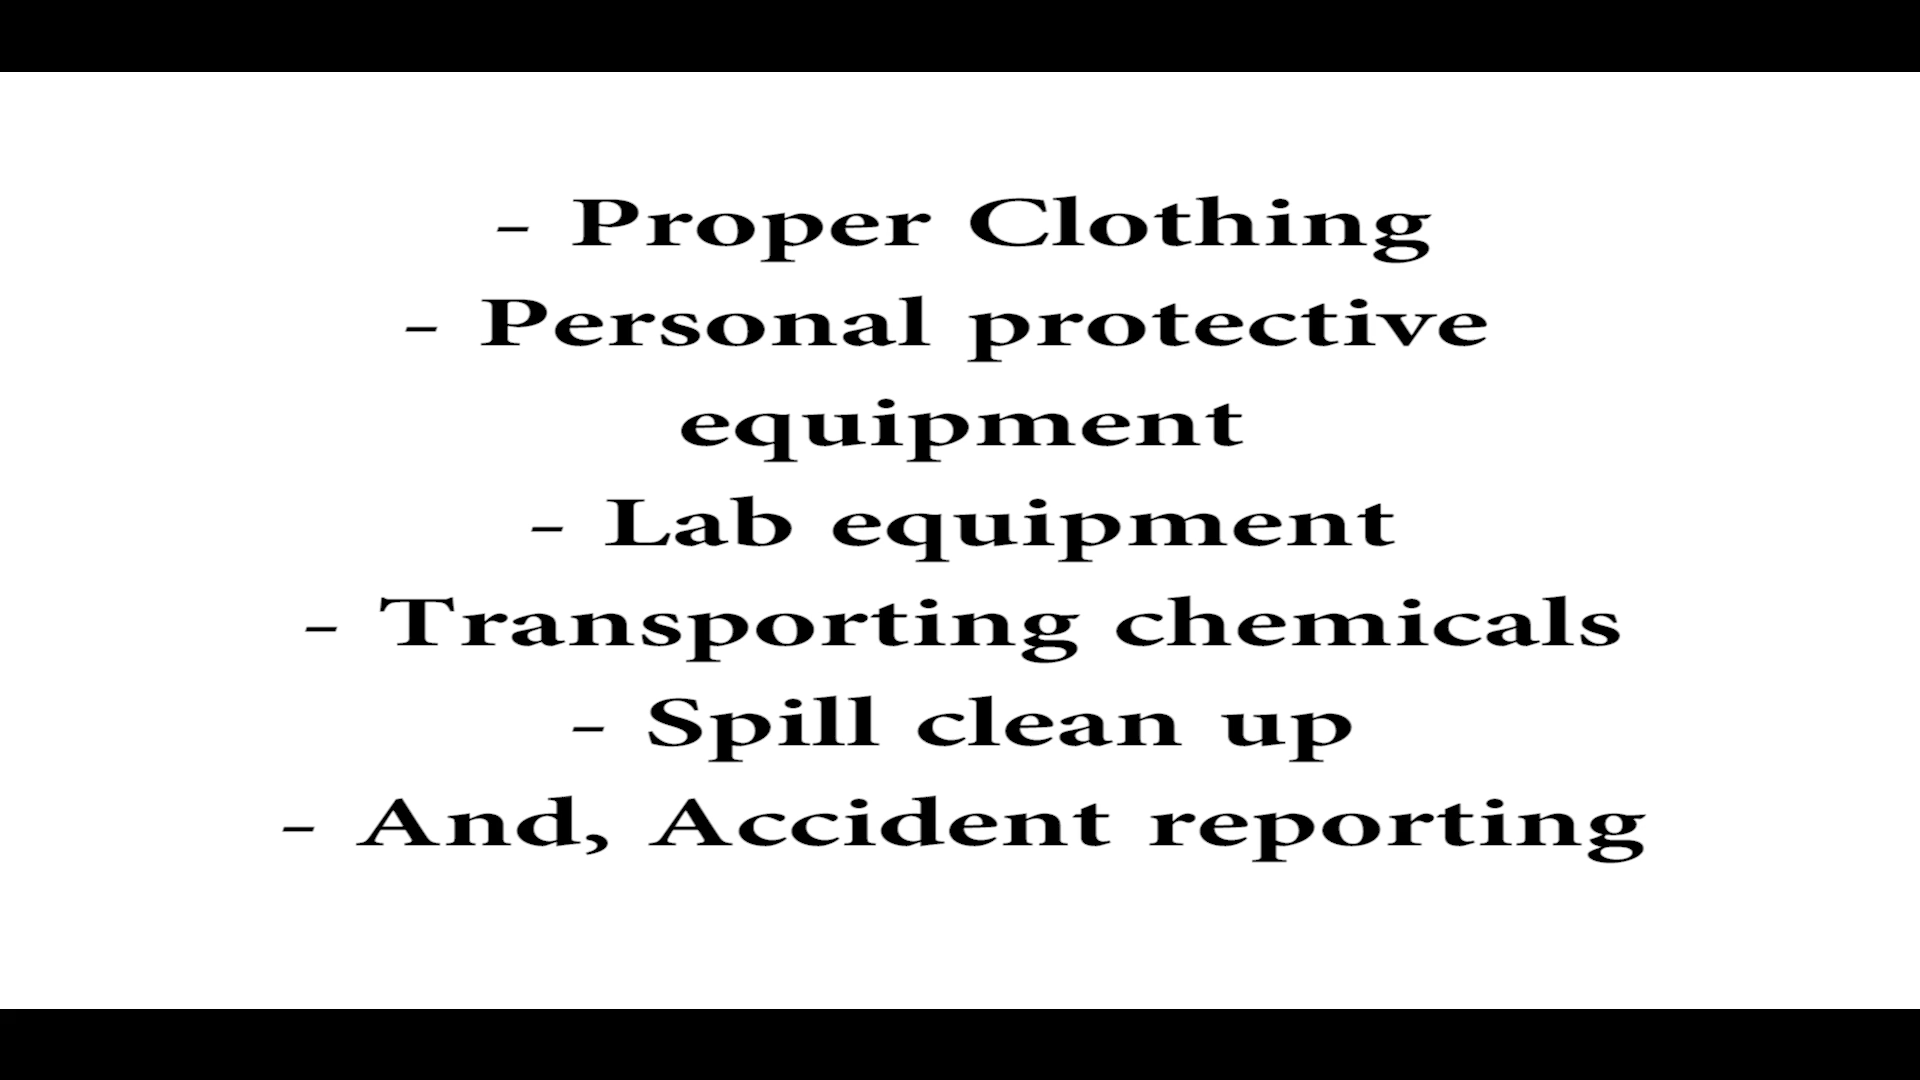 - Proper Clothing
- Personal protective
equipment
- Lab equipment
- Transporting chemicals
- Spill clean up
- And, Accident reporting